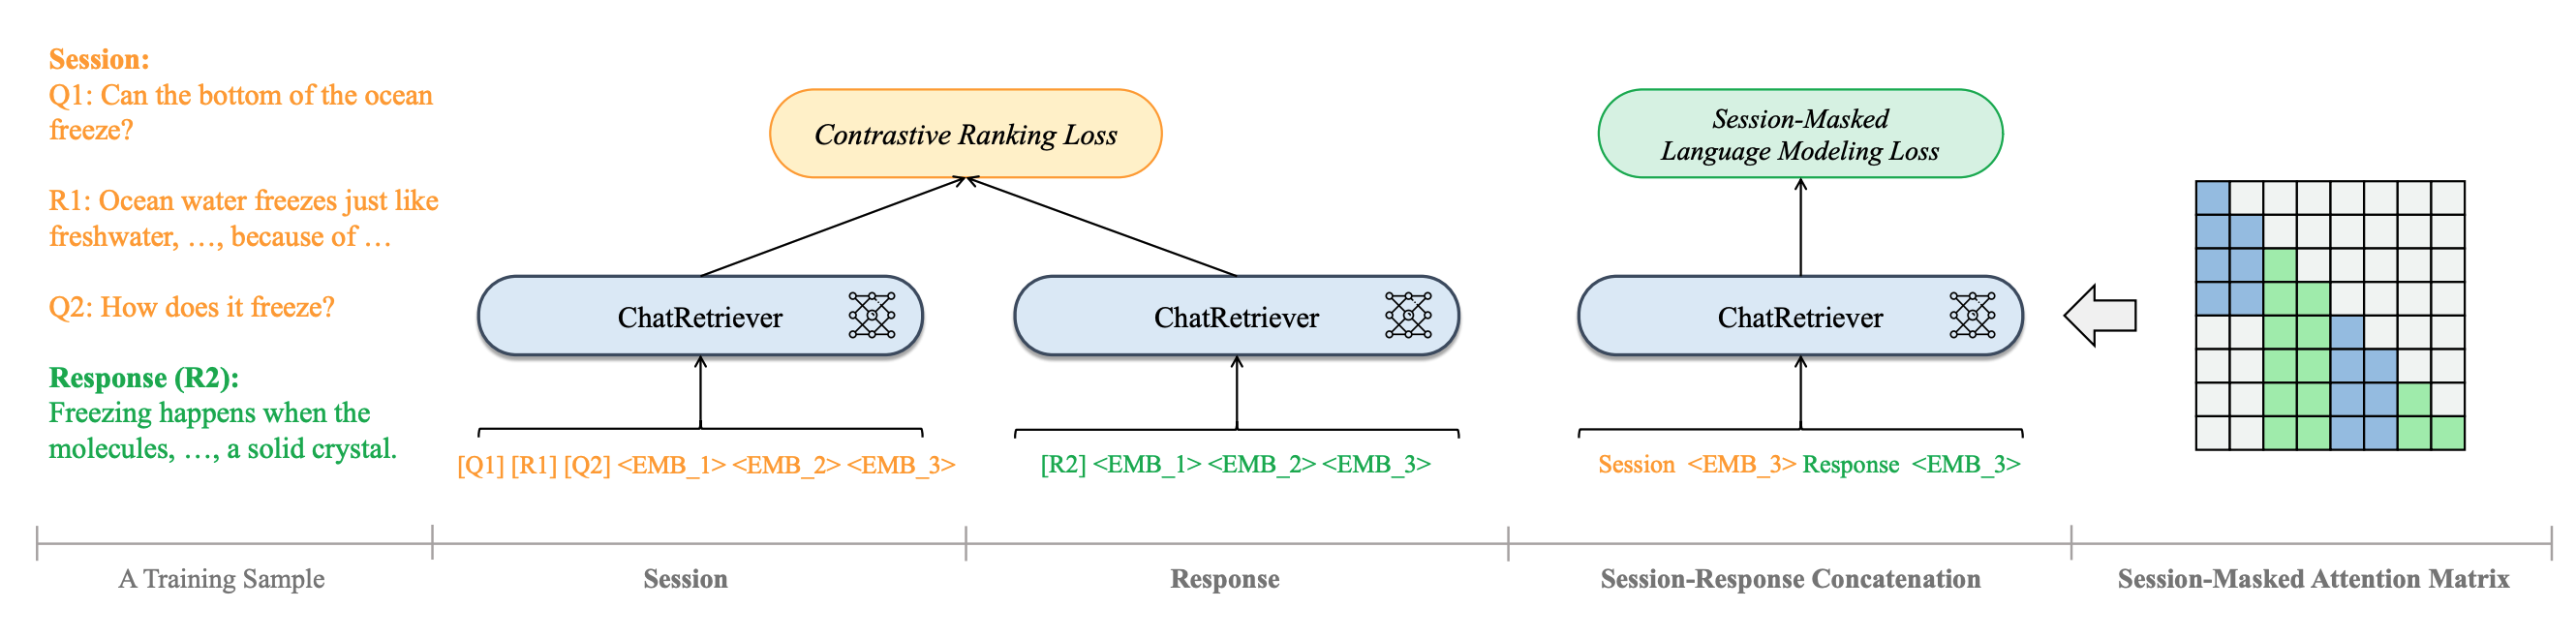 Session:
Q1: Can the bottom of the ocean
freeze?
R1: Ocean water freezes just like
freshwater, …, because of …
Q2: How does it freeze?
Response (R2):
Freezing happens when the
molecules, …, a solid crystal.
Contrastive Ranking Loss
ChatRetriever
ChatRetriever
[Q1] [R1] [Q2] <EMB_1> <EMB_2> <EMB_3>
[R2] <EMB_1> <EMB_2> <EMB_3>
Session-Masked
Language Modeling Loss
ChatRetriever
Session <EMB_3> Response <EMB_3>
A Training Sample
Session
Response
Session-Response Concatenation
Session-Masked Attention Matrix